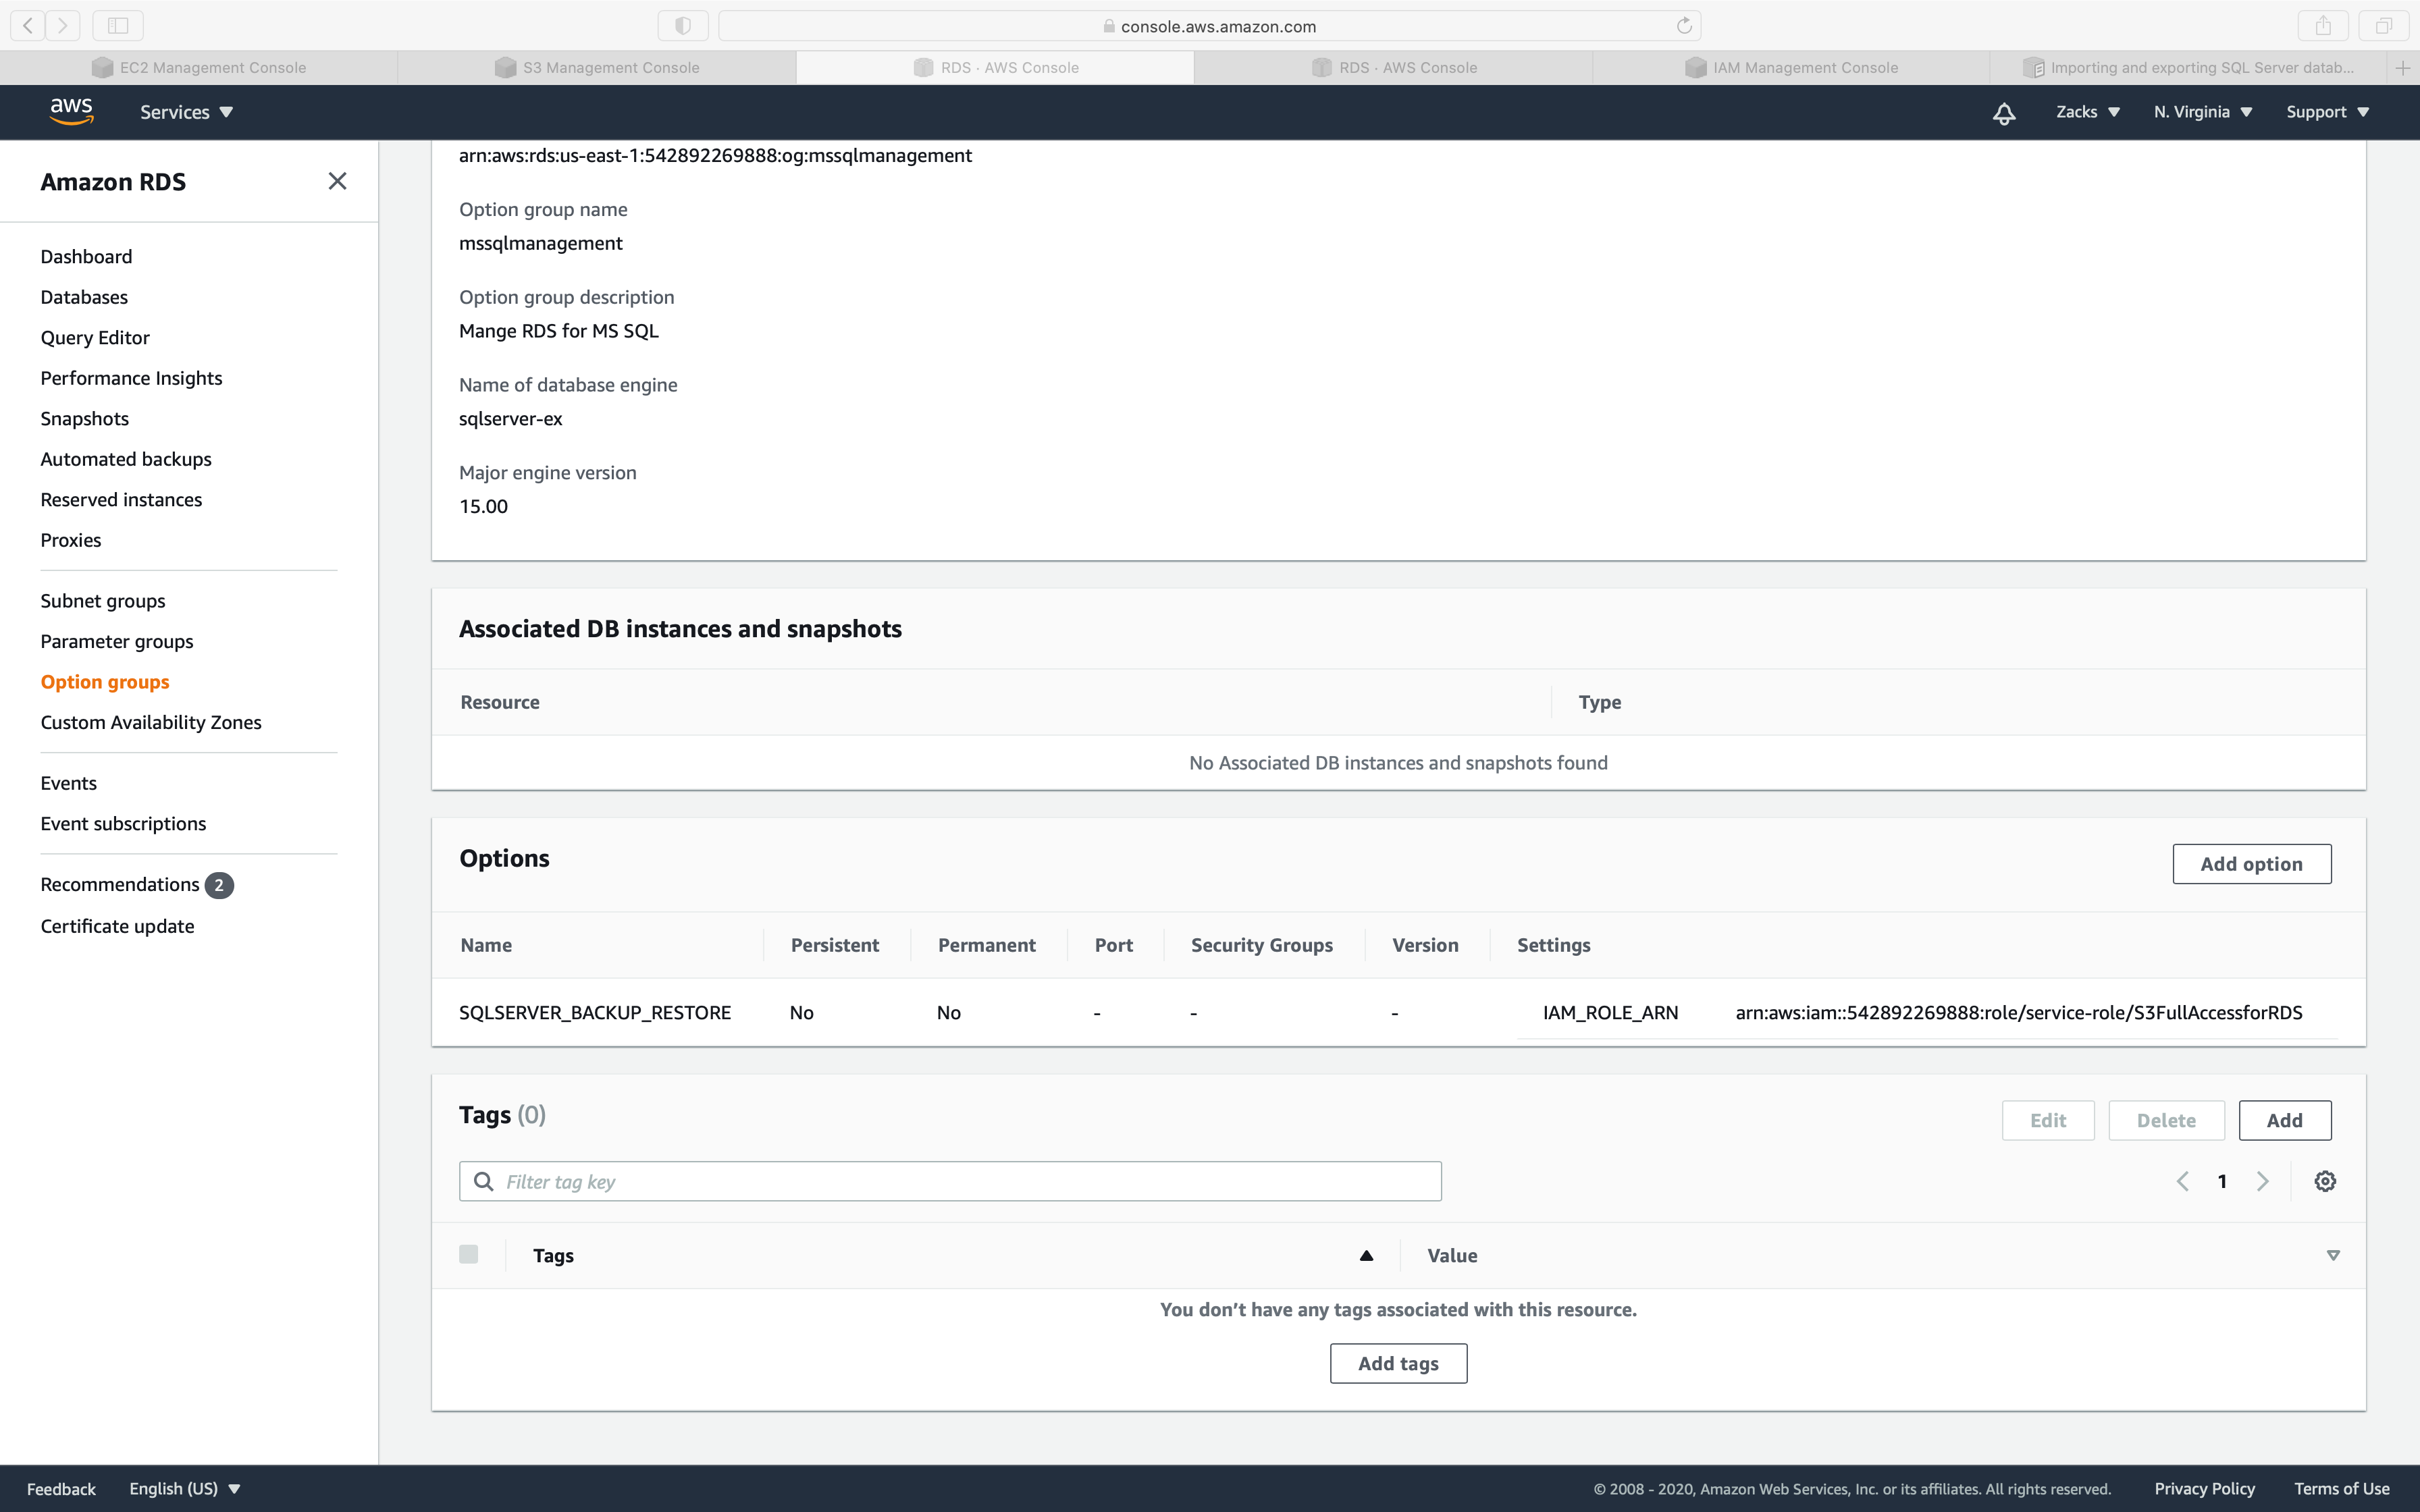 console.aws.amazon.com
EC2 Management Console
S3 Management Console
RDS · AWS Console
RDS · AWS Console
IAM Management Console
Importing and exporting SQL Server datab...
aws
Services
Zacks
N. Virginia
Support
Amazon RDS
Dashboard
Databases
Query Editor
Performance Insights
Snapshots
Automated backups
Reserved instances
Proxies
Subnet groups
Parameter groups
Option groups
Custom Availability Zones
Events
Event subscriptions
Recommendations 2
Certificate update
arn:aws:rds:us-east-1:542892269888:og:mssqlmanagement
Option group name
mssqlmanagement
Option group description
Mange RDS for MS SQL
Name of database engine
sqlserver-ex
Major engine version
15.00
Associated DB instances and snapshots
Resource Type
No Associated DB instances and snapshots found
Options
Add option
Name Persistent Permanent Port Security Groups Version Settings
SQLSERVER_BACKUP_RESTORE No No - - - IAM_ROLE_ARN arn:aws:iam::542892269888:role/service-role/S3FullAccessforRDS
Tags (0)
Edit Delete Add
Filter tag key
1
Tags Value
You don’t have any tags associated with this resource.
Add tags
Feedback English (US)
© 2008 - 2020, Amazon Web Services, Inc. or its affiliates. All rights reserved. Privacy Policy Terms of Use